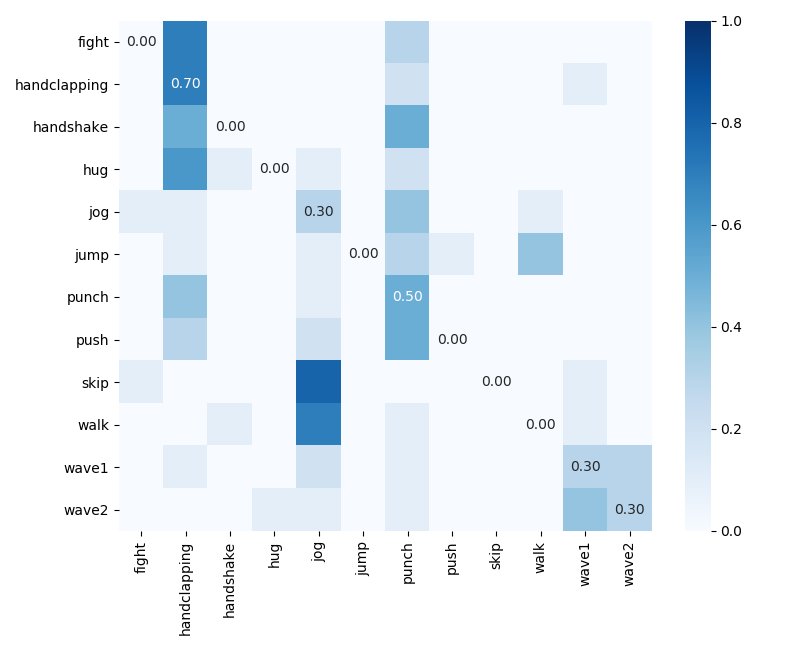 1.0
fight 0.00
handclapping 0.70
0.8
handshake 0.00
hug 0.00
0.6
jog 0.30
jump 0.00
punch 0.50
0.4
push 0.00
skip 0.00
walk 0.00
0.2
wave1 0.30
wave2 0.30
0.0
fight
handclapping
handshake
hug
jog
jump
punch
push
skip
walk
wave1
wave2